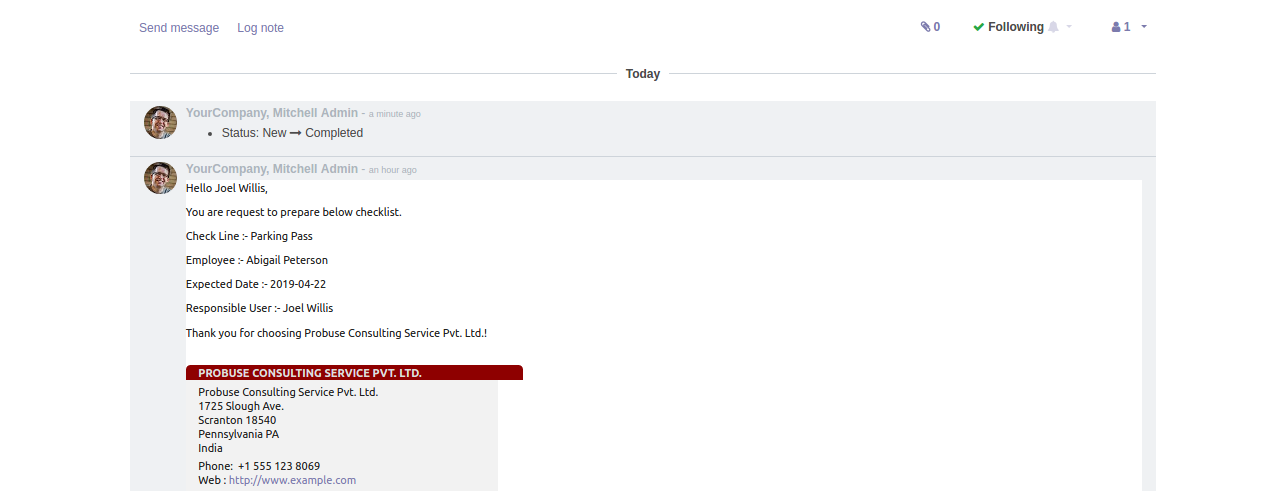 Send message Log note 0 Following 1
Today
YourCompany, Mitchell Admin - a minute ago
• Status: New → Completed
YourCompany, Mitchell Admin - an hour ago
Hello Joel Willis,
You are request to prepare below checklist.
Check Line :- Parking Pass
Employee :- Abigail Peterson
Expected Date :- 2019-04-22
Responsible User :- Joel Willis
Thank you for choosing Probuse Consulting Service Pvt. Ltd.!
PROBUSE CONSULTING SERVICE PVT. LTD.
Probuse Consulting Service Pvt. Ltd.
1725 Slough Ave.
Scranton 18540
Pennsylvania PA
India
Phone: +1 555 123 8069
Web : http://www.example.com